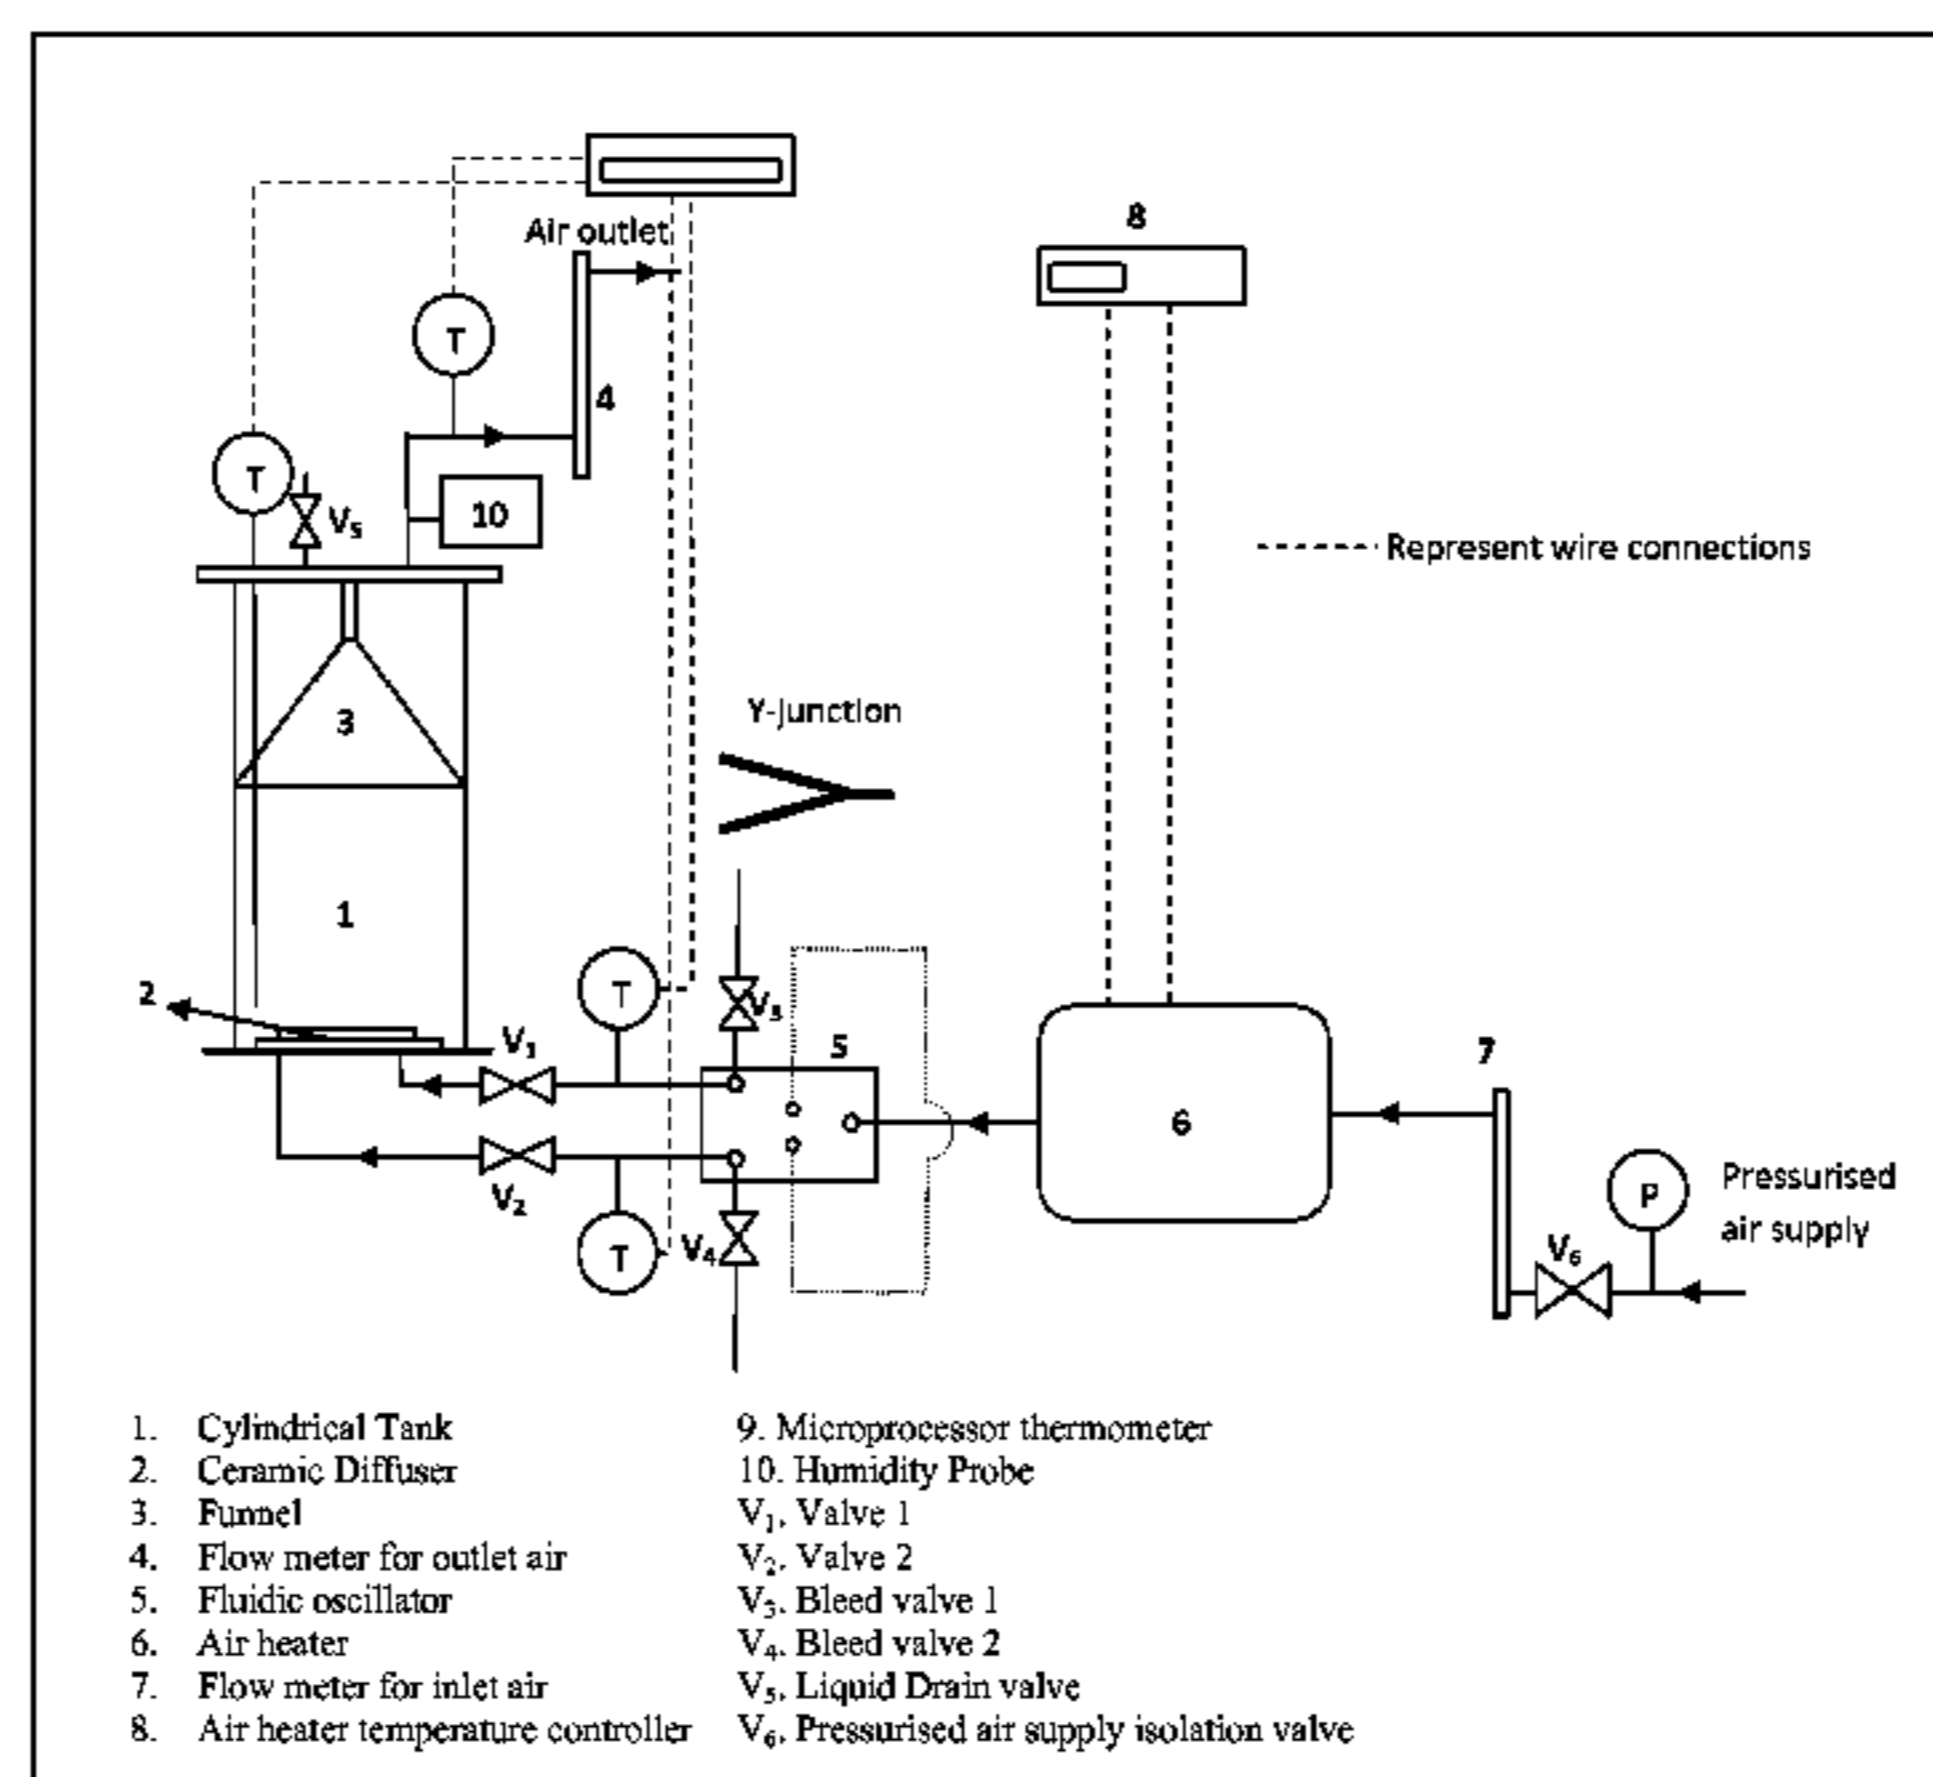 Air outlet
8
T
4
T
V5
10
Represent wire connections
3
Y-junction
1
2
T
V3
V1
5
7
6
V2
T
V4
P
Pressurised
air supply
V6
1. Cylindrical Tank
2. Ceramic Diffuser
3. Funnel
4. Flow meter for outlet air
5. Fluidic oscillator
6. Air heater
7. Flow meter for inlet air
8. Air heater temperature controller
9. Microprocessor thermometer
10. Humidity Probe
V1. Valve 1
V2. Valve 2
V3. Bleed valve 1
V4. Bleed valve 2
V5. Liquid Drain valve
V6. Pressurised air supply isolation valve